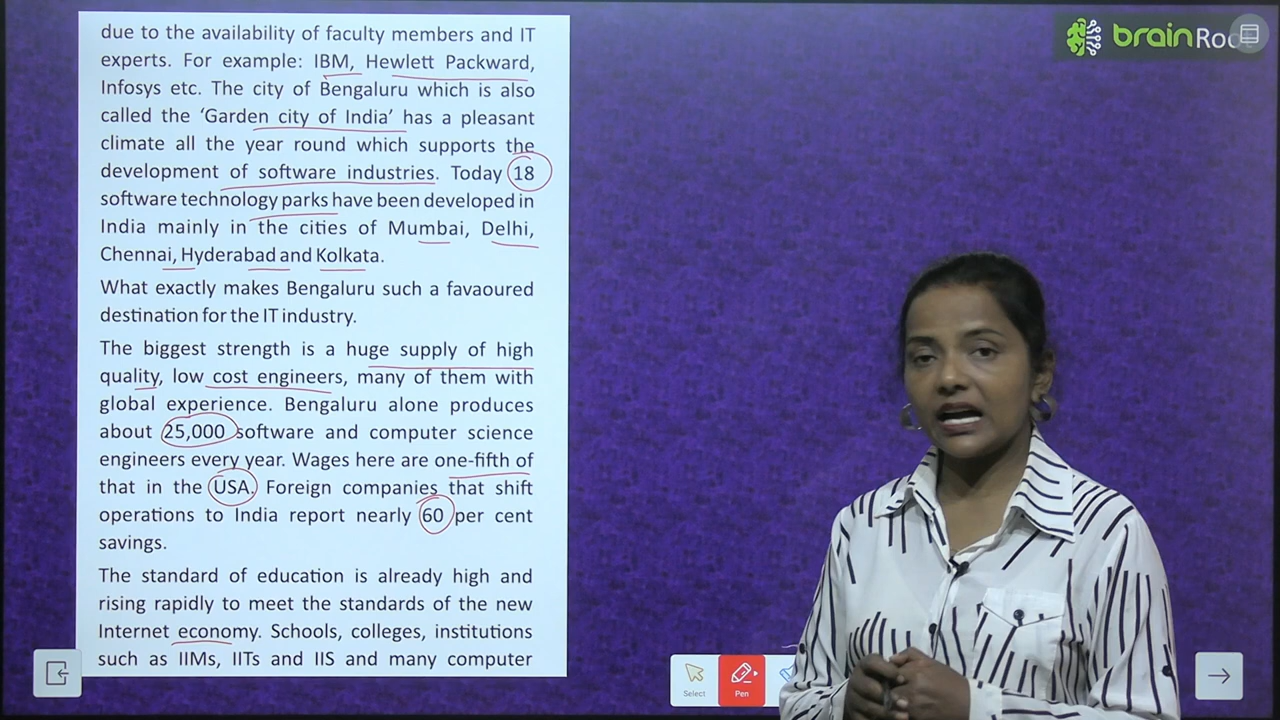 due to the availability of faculty members and IT
experts. For example: IBM, Hewlett Packward,
Infosys etc. The city of Bengaluru which is also
called the ‘Garden city of India’ has a pleasant
climate all the year round which supports the
development of software industries. Today 18
software technology parks have been developed in
India mainly in the cities of Mumbai, Delhi,
Chennai, Hyderabad and Kolkata.
What exactly makes Bengaluru such a favaoured
destination for the IT industry.
The biggest strength is a huge supply of high
quality, low cost engineers, many of them with
global experience. Bengaluru alone produces
about 25,000 software and computer science
engineers every year. Wages here are one-fifth of
that in the USA. Foreign companies that shift
operations to India report nearly 60 per cent
savings.
The standard of education is already high and
rising rapidly to meet the standards of the new
Internet economy. Schools, colleges, institutions
such as IIMs, IITs and IIS and many computer
brain
Select
Pen